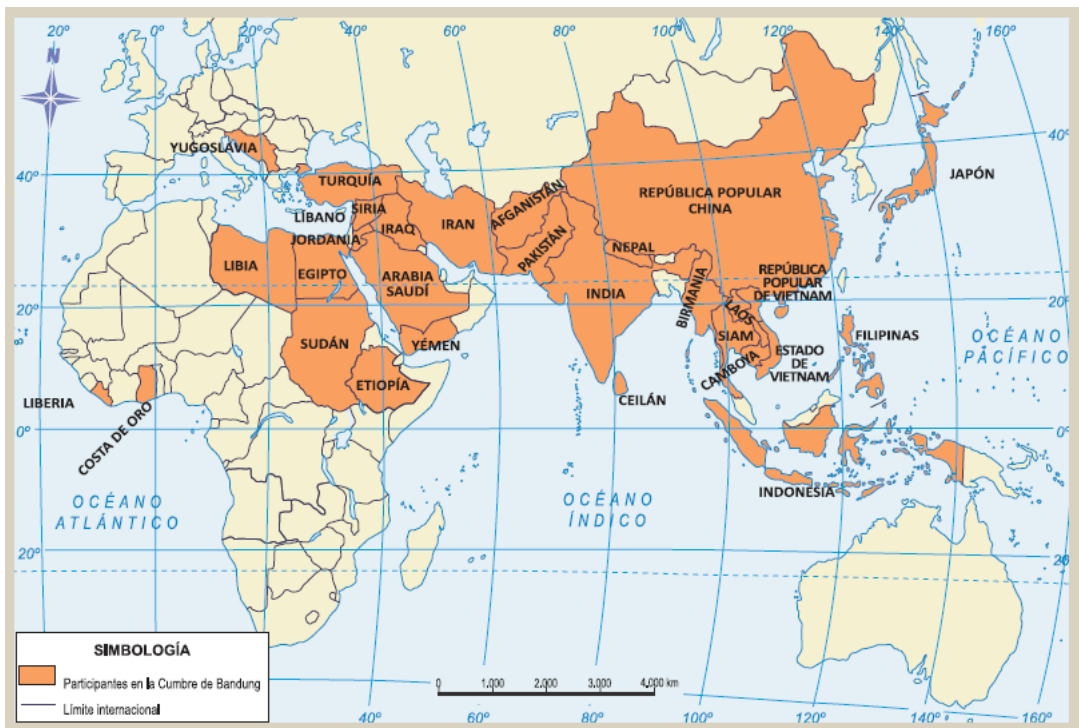 20º 0º 20º 40º 60º 80º 100º 120º 140º 160º
N
YUGOSLAVIA
40º
40º
TURQUÍA
JAPÓN
REPÚBLICA POPULAR
CHINA
AFGANISTÁN
SIRIA
LÍBANO
IRAN
IRAQ
JORDANIA
PAKISTÁN
NEPAL
LIBIA
EGIPTO
ARABIA
SAUDÍ
INDIA
BIRMANIA
REPÚBLICA
POPULAR
DE VIETNAM
20º
20º
LAOS
SIAM
FILIPINAS
OCÉANO
PACÍFICO
SUDÁN
YÉMEN
ESTADO
DE
VIETNAM
CAMBOYA
ETIOPÍA
CEILÁN
LIBERIA
COSTA DE ORO
0º
0º
INDONESIA
OCÉANO
ATLÁNTICO
OCÉANO
ÍNDICO
20º
20
SIMBOLOGÍA
Participantes en la Cumbre de Bandung
Límite internacional
0 1,000 2,000 3,000 4,000 km
40º 60º 80º 100º 120º 140º 160º